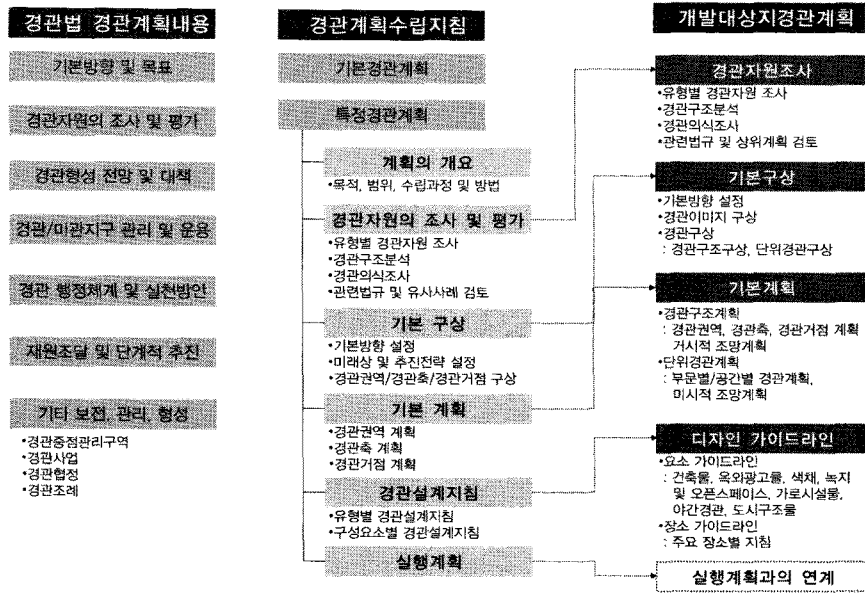 경관법 경관계획내용
기본방향 및 목표
경관자원의 조사 및 평가
경관형성 전망 및 대책
경관/미관지구 관리 및 운용
경관 행정체계 및 실천방안
재원조달 및 단계적 추진
기타 보전, 관리, 형성
•경관중점관리구역
•경관사업
•경관협정
•경관조례
경관계획수립지침
기본경관계획
특정경관계획
계획의 개요
•목적, 범위, 수립과정 및 방법
경관자원의 조사 및 평가
•유형별 경관자원 조사
•경관구조분석
•경관의식조사
•관련법규 및 유사사례 검토
기본 구상
•기본방향 설정
•미래상 및 추진전략 설정
•경관권역/경관축/경관거점 구상
기본 계획
•경관권역 계획
•경관축 계획
•경관거점 계획
경관설계지침
•유형별 경관설계지침
•구성요소별 경관설계지침
실행계획
개발대상지경관계획
경관자원조사
•유형별 경관자원 조사
•경관구조분석
•경관의식조사
•관련법규 및 상위계획 검토
기본구상
•기본방향 설정
•경관이미지 구상
•경관구상
: 경관구조구상, 단위경관구상
기본계획
•경관구조계획
: 경관권역, 경관축, 경관거점 계획
거시적 조망계획
•단위경관계획
: 부문별/공간별 경관계획,
미시적 조망계획
디자인 가이드라인
•요소 가이드라인
: 건축물, 옥외광고물, 색채, 녹지
및 오픈스페이스, 가로시설물,
야간경관, 도시구조물
•장소 가이드라인
: 주요 장소별 지침
실행계획과의 연계